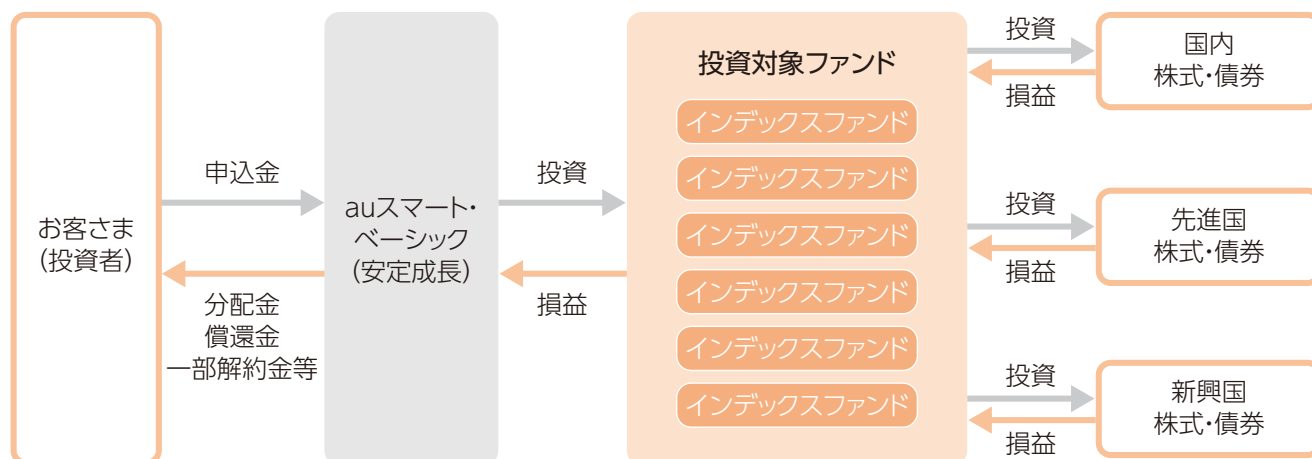 お客さま
(投資者)
申込金
分配金
償還金
一部解約金等
auスマート・
ベーシック
(安定成長)
投資
損益
投資対象ファンド
インデックスファンド
インデックスファンド
インデックスファンド
インデックスファンド
インデックスファンド
インデックスファンド
投資
損益
国内
株式・債券
投資
損益
先進国
株式・債券
投資
損益
新興国
株式・債券